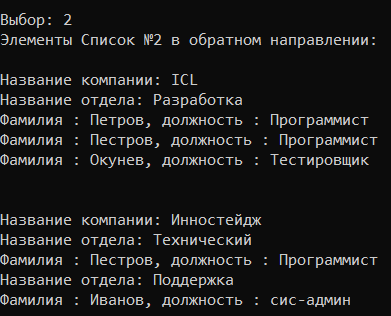 Выбор: 2
Элементы Список №2 в обратном направлении:
Название компании: ICL
Название отдела: Разработка
Фамилия : Петров, должность : Программист
Фамилия : Пестров, должность : Программист
Фамилия : Окунев, должность : Тестировщик
Название компании: Инностейдж
Название отдела: Технический
Фамилия : Пестров, должность : Программист
Название отдела: Поддержка
Фамилия : Иванов, должность : сис-админ